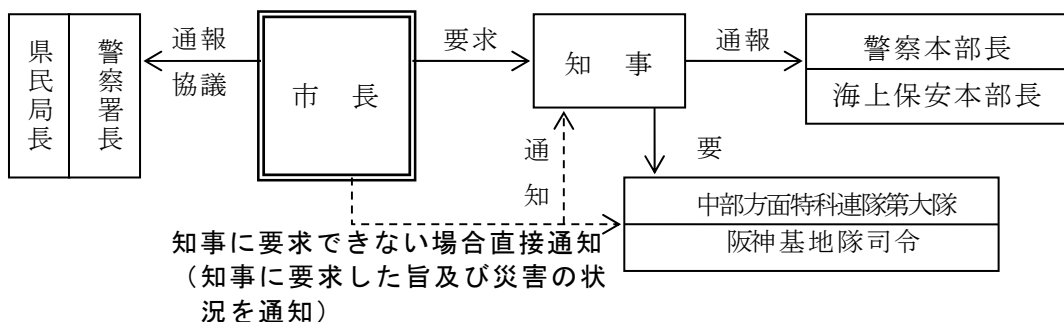 県民局長
警察署長
通報
協議
市　長
要求
知　事
通報
警察本部長
海上保安本部長
通
知
要
中部方面特科連隊第大隊
阪神基地隊司令
知事に要求できない場合直接通知
（知事に要求した旨及び災害の状
況を通知）